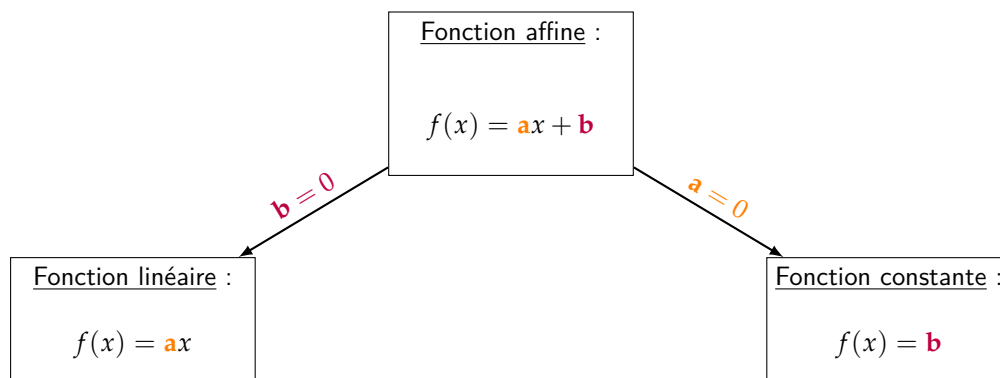 Fonction affine :
f(x) = ax + b
b = 0
a = 0
Fonction linéaire :
f(x) = ax
Fonction constante :
f(x) = b